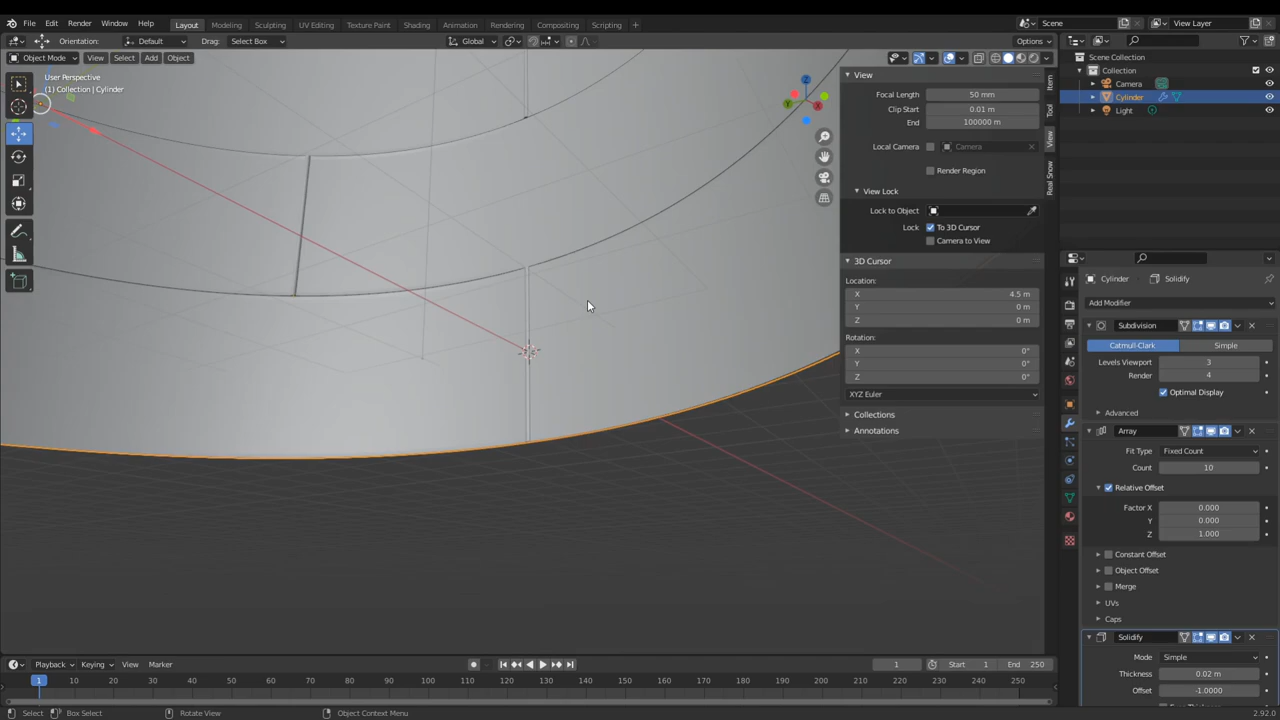 File Edit Render Window Help Layout Modeling Sculpting UV Editing Texture Paint Shading Animation Rendering Compositing Scripting + Scene View Layer
Orientation: Default Drag: Select Box Global Options
Object Mode View Select Add Object
User Perspective
(1) Collection | Cylinder
Z
Y
X
View
Focal Length 50 mm
Clip Start 0.01 m
End 100000 m
Local Camera Camera
Render Region
View Lock
Lock to Object
Lock To 3D Cursor
Camera to View
3D Cursor
Location:
X 4.5 m
Y 0 m
Z 0 m
Rotation:
X 0°
Y 0°
Z 0°
XYZ Euler
Collections
Annotations
Item
Tool
View
Real Snow
Scene Collection
Collection
Camera
Cylinder
Light
Cylinder Solidify
Add Modifier
Subdivision
Catmull-Clark Simple
Levels Viewport 3
Render 4
Optimal Display
Advanced
Array
Fit Type Fixed Count
Count 10
Relative Offset
Factor X 0.000
Y 0.000
Z 1.000
Constant Offset
Object Offset
Merge
UVs
Caps
Solidify
Mode Simple
Thickness 0.02 m
Offset -1.0000
Playback Keying View Marker 1 Start 1 End 250
1 10 20 30 40 50 60 70 80 90 100 110 120 130 140 150 160 170 180 190 200 210 220 230 240 250
Select Box Select Rotate View Object Context Menu 2.92.0